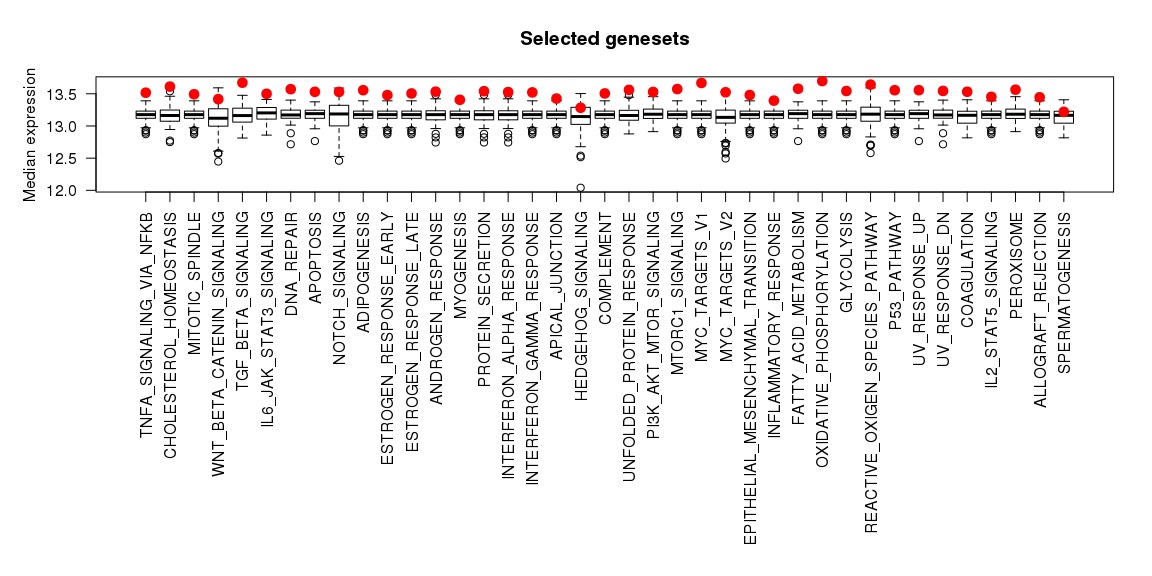 Selected genesets
Median expression
13.5
13.0
12.5
12.0
TNFA_SIGNALING_VIA_NFKB
CHOLESTEROL_HOMEOSTASIS
MITOTIC_SPINDLE
WNT_BETA_CATENIN_SIGNALING
TGF_BETA_SIGNALING
IL6_JAK_STAT3_SIGNALING
DNA_REPAIR
APOPTOSIS
NOTCH_SIGNALING
ADIPOGENESIS
ESTROGEN_RESPONSE_EARLY
ESTROGEN_RESPONSE_LATE
ANDROGEN_RESPONSE
MYOGENESIS
PROTEIN_SECRETION
INTERFERON_ALPHA_RESPONSE
INTERFERON_GAMMA_RESPONSE
APICAL_JUNCTION
HEDGEHOG_SIGNALING
COMPLEMENT
UNFOLDED_PROTEIN_RESPONSE
PI3K_AKT_MTOR_SIGNALING
MTORC1_SIGNALING
MYC_TARGETS_V1
MYC_TARGETS_V2
EPITHELIAL_MESENCHYMAL_TRANSITION
INFLAMMATORY_RESPONSE
FATTY_ACID_METABOLISM
OXIDATIVE_PHOSPHORYLATION
GLYCOLYSIS
REACTIVE_OXIGEN_SPECIES_PATHWAY
P53_PATHWAY
UV_RESPONSE_UP
UV_RESPONSE_DN
COAGULATION
IL2_STAT5_SIGNALING
PEROXISOME
ALLOGRAFT_REJECTION
SPERMATOGENESIS